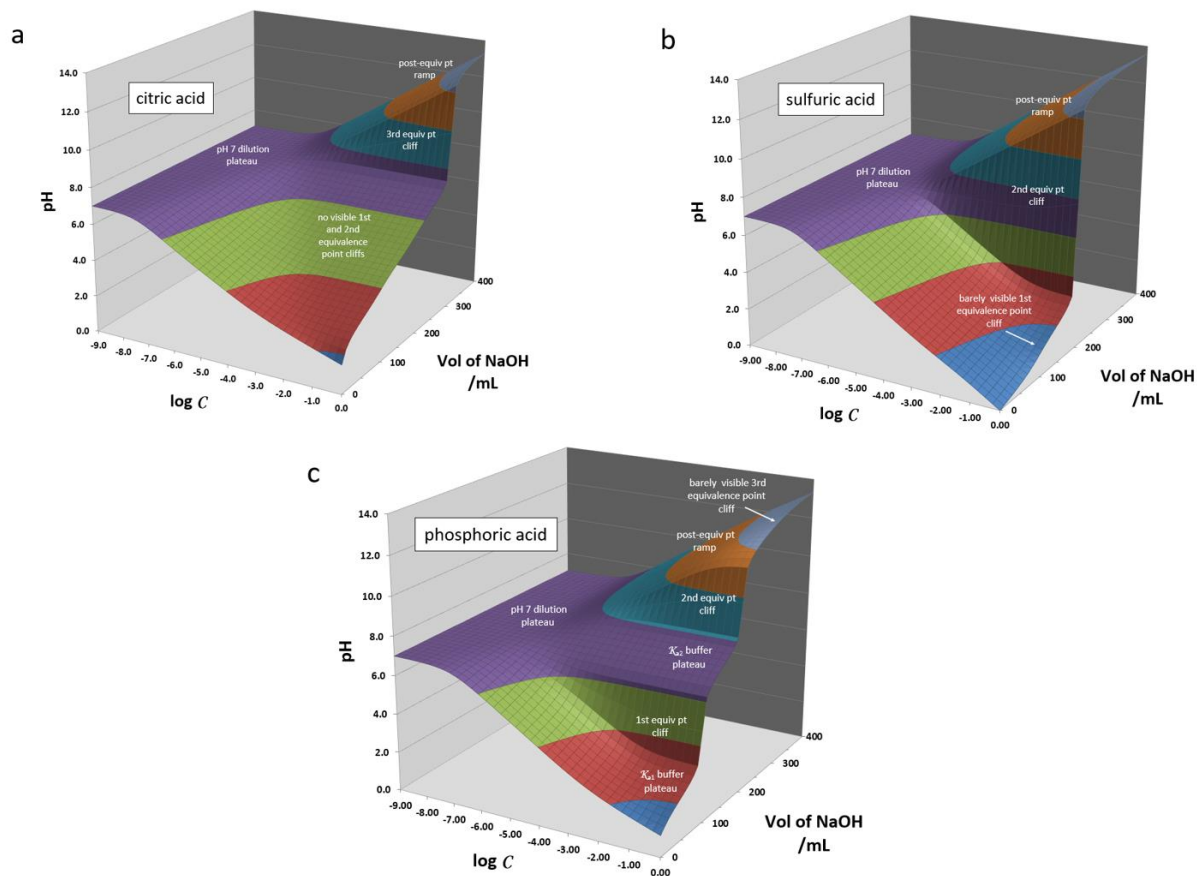 a
citric acid
14.0
12.0
10.0
8.0
6.0
4.0
2.0
0.0
pH
post-equiv pt
ramp
3rd equiv pt
cliff
pH 7 dilution
plateau
no visible 1st
and 2nd
equivalence
point cliffs
-9.0
-8.0
-7.0
-6.0
-5.0
-4.0
-3.0
-2.0
-1.0
0.0
log C
0
100
200
300
400
Vol of NaOH
/mL
b
sulfuric acid
14.0
12.0
10.0
8.0
6.0
4.0
2.0
0.0
pH
post-equiv pt
ramp
pH 7 dilution
plateau
2nd equiv pt
cliff
barely visible 1st
equivalence point
cliff
-9.00
-8.00
-7.00
-6.00
-5.00
-4.00
-3.00
-2.00
-1.00
0.00
log C
0
100
200
300
400
Vol of NaOH
/mL
c
phosphoric acid
14.0
12.0
10.0
8.0
6.0
4.0
2.0
0.0
pH
barely visible 3rd
equivalence point
cliff
post-equiv pt
ramp
2nd equiv pt
cliff
pH 7 dilution
plateau
Ka2 buffer
plateau
1st equiv pt
cliff
Ka1 buffer
plateau
-9.00
-8.00
-7.00
-6.00
-5.00
-4.00
-3.00
-2.00
-1.00
0.00
log C
0
100
200
300
400
Vol of NaOH
/mL